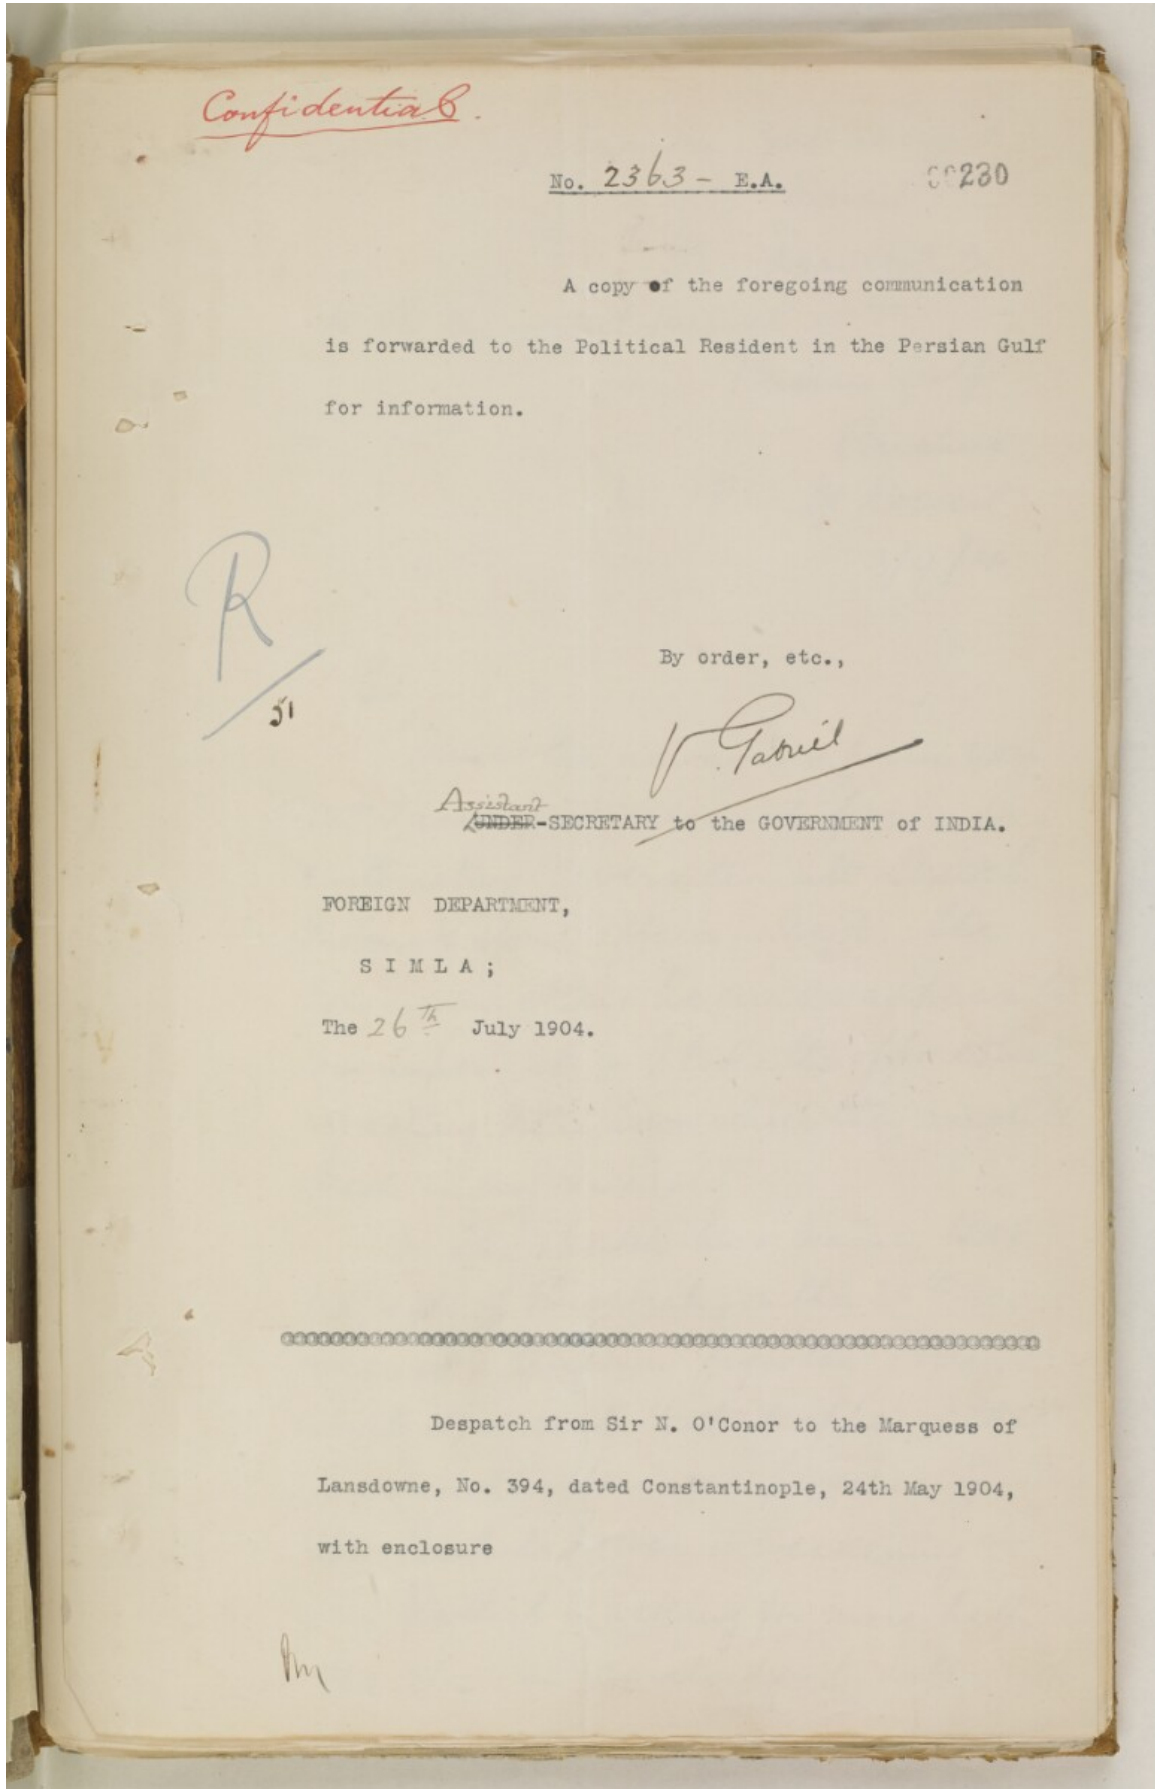 Confidential.
No. 2363 - E.A.
00230
A copy of the foregoing communication
is forwarded to the Political Resident in the Persian Gulf
for information.
R
51
By order, etc.,
V. Gabriel
Assistant
UNDER-SECRETARY to the GOVERNMENT of INDIA.
FOREIGN DEPARTMENT,
S I M L A ;
The 26th July 1904.
Despatch from Sir N. O'Conor to the Marquess of
Lansdowne, No. 394, dated Constantinople, 24th May 1904,
with enclosure